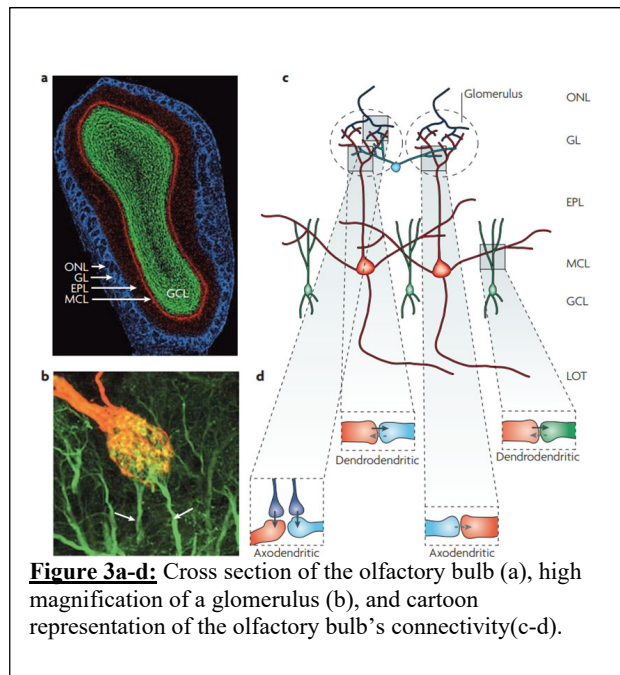 a
ONL
GL
EPL
MCL
GCL
b
c
Glomerulus
ONL
GL
EPL
MCL
GCL
LOT
d
Dendrodendritic
Dendrodendritic
Axodendritic
Axodendritic
Figure 3a-d: Cross section of the olfactory bulb (a), high
magnification of a glomerulus (b), and cartoon
representation of the olfactory bulb’s connectivity(c-d).